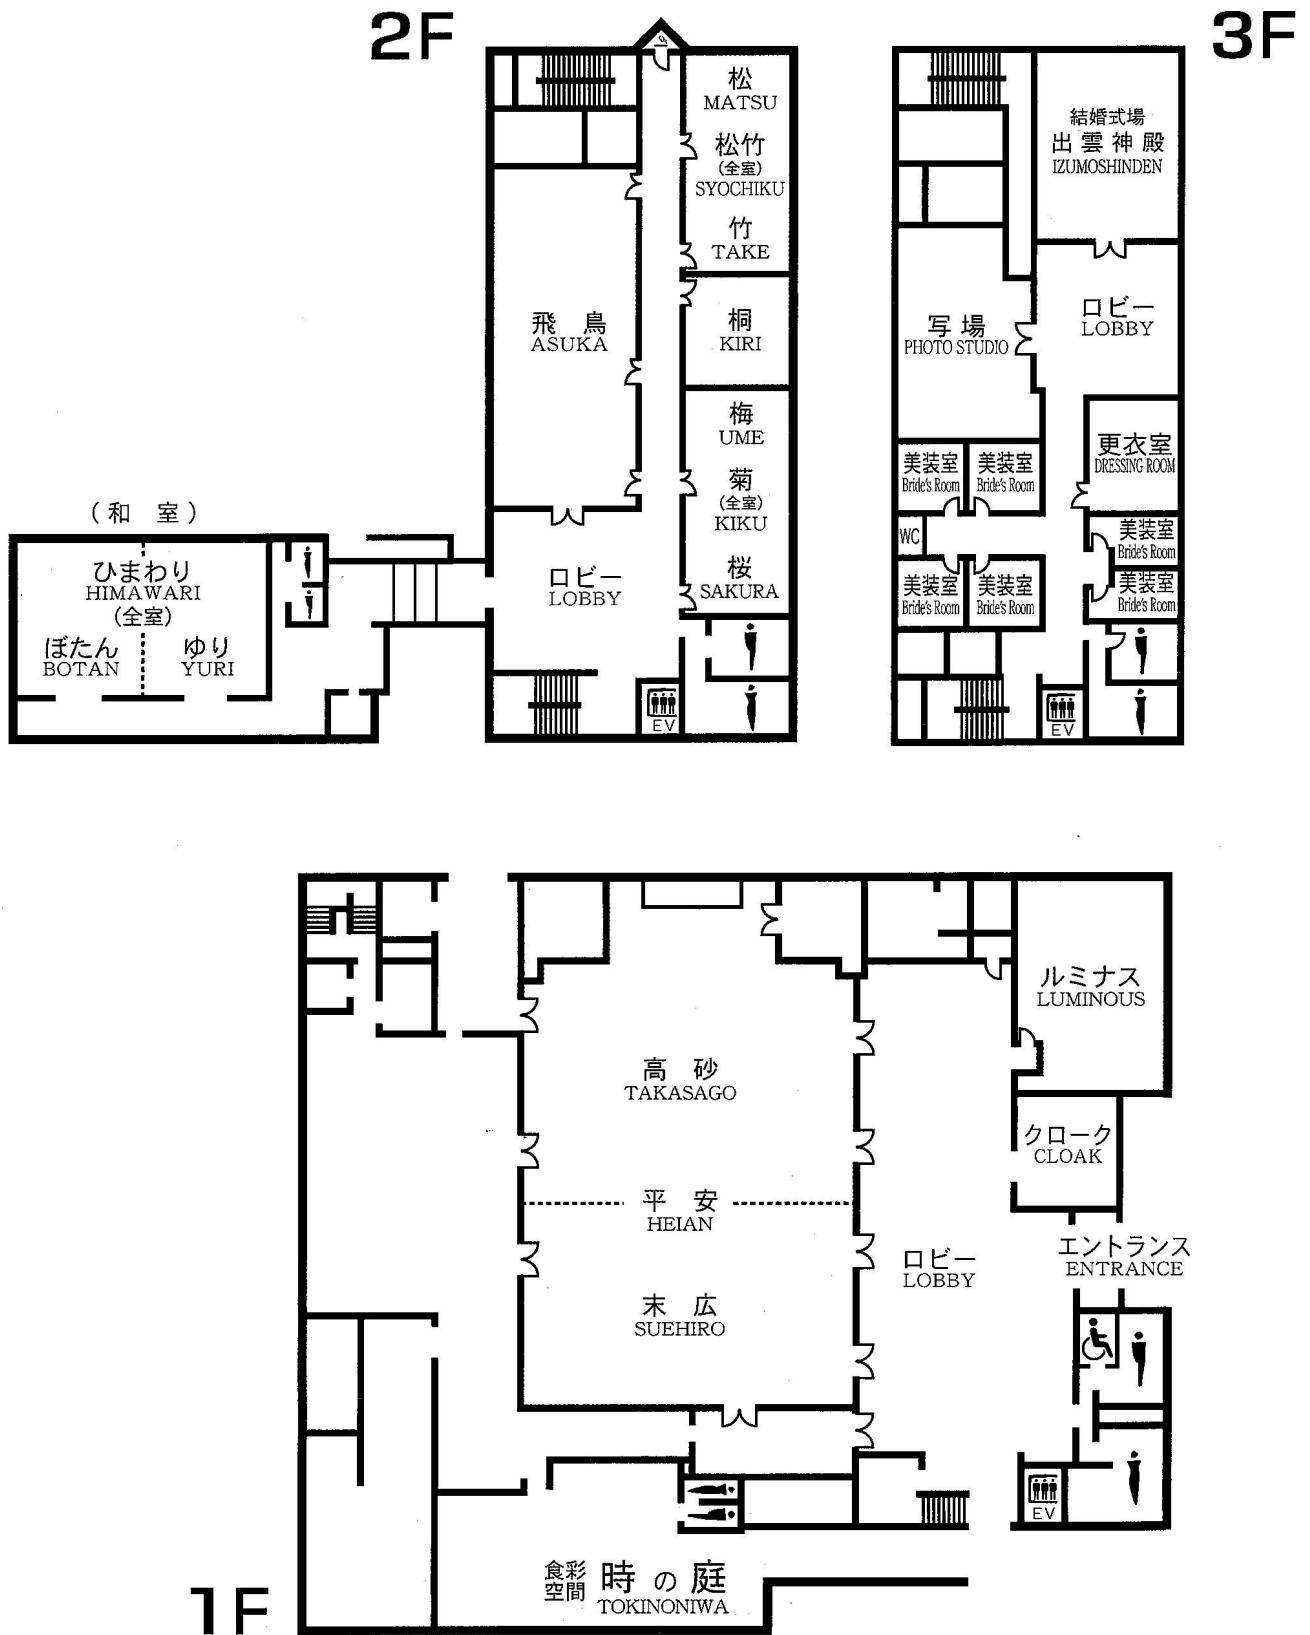 2F
松
MATSU
松竹
(全室)
SYOCHIKU
竹
TAKE
飛鳥
ASUKA
桐
KIRI
梅
UME
菊
(全室)
KIKU
桜
SAKURA
ロビー
LOBBY
EV
(和 室)
ひまわり
HIMAWARI
(全室)
ぼたん
BOTAN
ゆり
YURI
3F
結婚式場
出雲神殿
IZUMOSHINDEN
ロビー
LOBBY
写場
PHOTO STUDIO
更衣室
DRESSING ROOM
美装室
Bride's Room
美装室
Bride's Room
WC
美装室
Bride's Room
美装室
Bride's Room
美装室
Bride's Room
美装室
Bride's Room
EV
ルミナス
LUMINOUS
高砂
TAKASAGO
クローク
CLOAK
平安
HEIAN
エントランス
ENTRANCE
ロビー
LOBBY
末広
SUEHIRO
EV
食彩
空間
時の庭
TOKINONIWA
1F